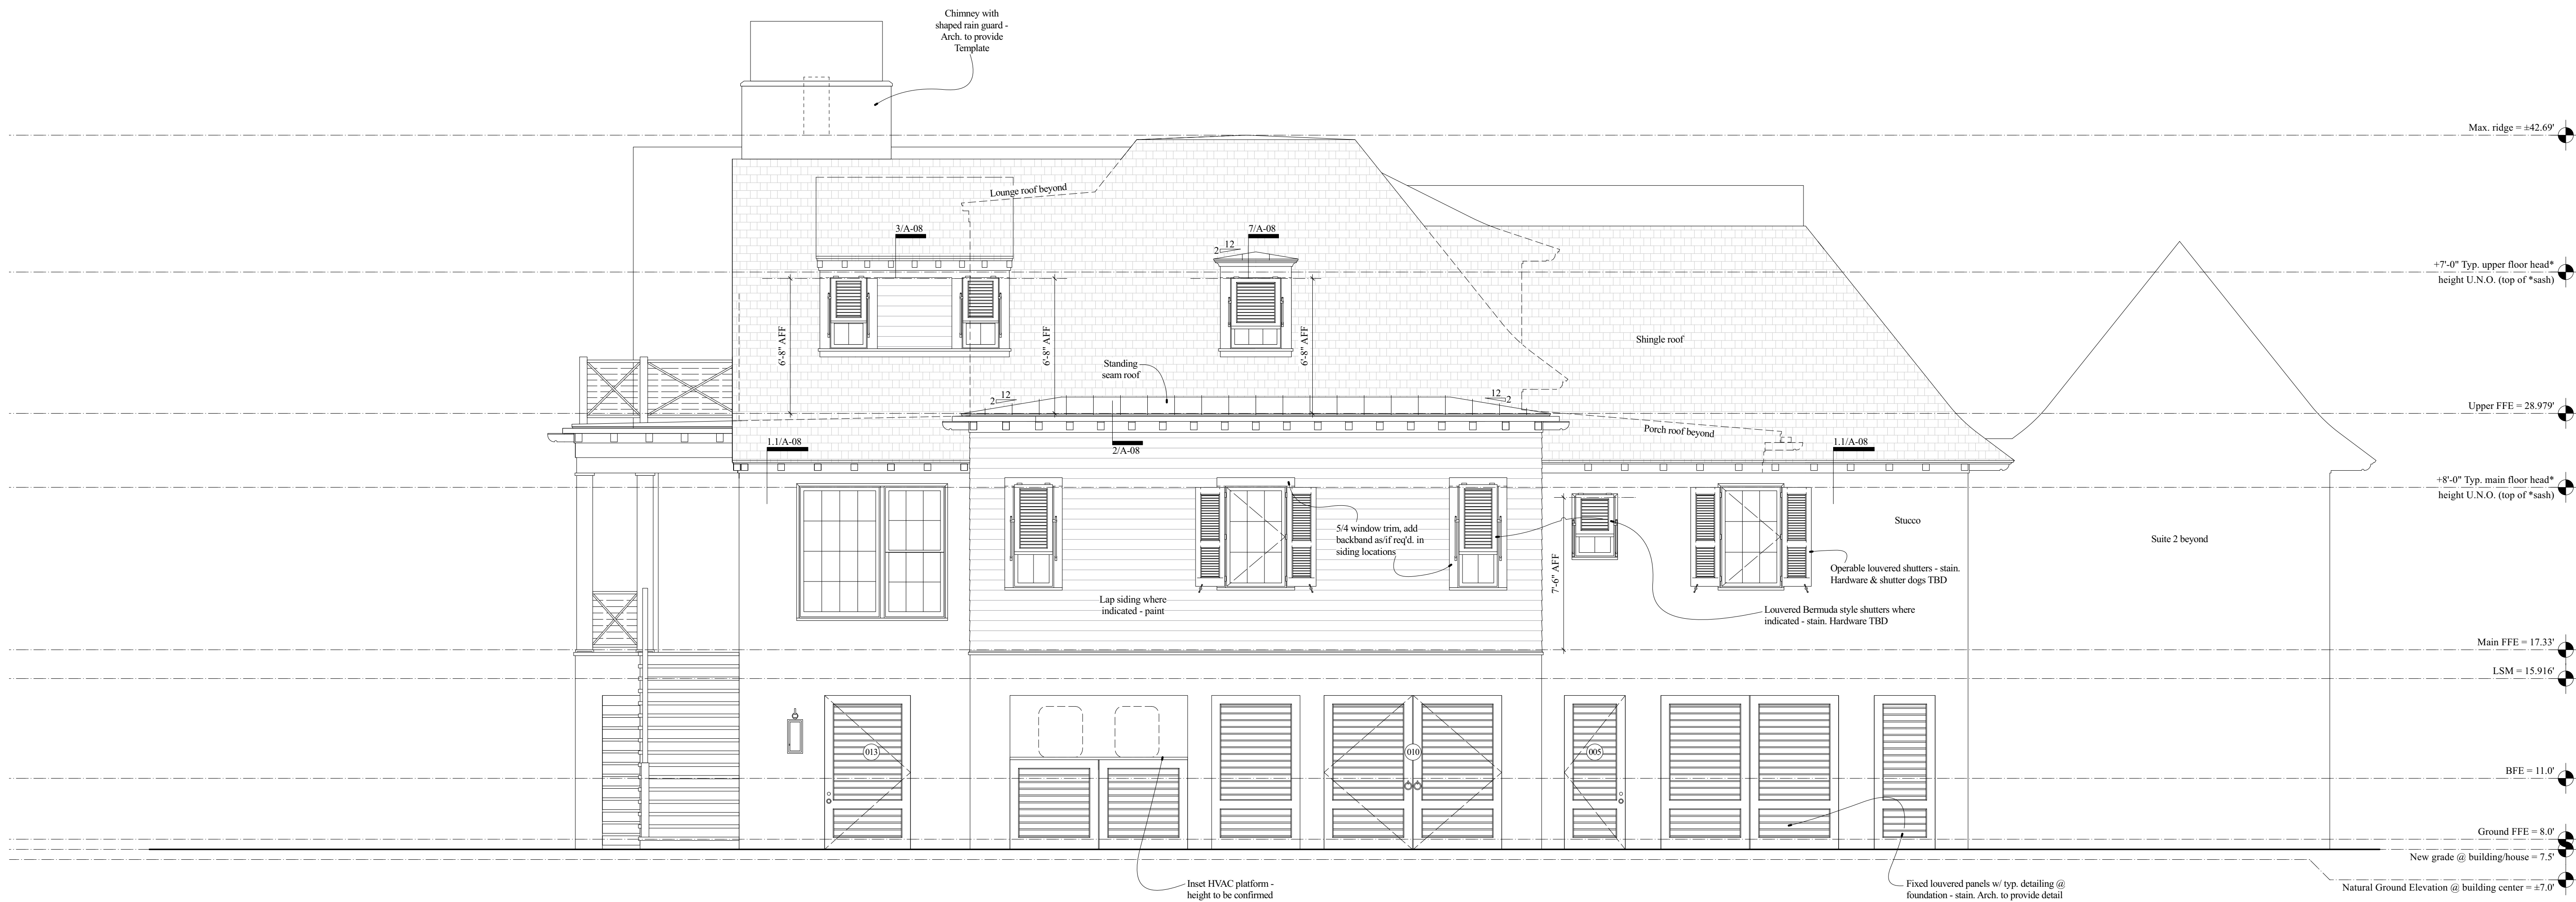 Chimney with
shaped rain guard -
Arch. to provide
Template
Max. ridge = ±42.69'
Lounge roof beyond
3/A-08
7/A-08
12
2
+7'-0" Typ. upper floor head*
height U.N.O. (top of *sash)
6'-8" AFF
6'-8" AFF
6'-8" AFF
Shingle roof
Standing
seam roof
12
2
12
2
Upper FFE = 28.979'
Porch roof beyond
1.1/A-08
2/A-08
1.1/A-08
+8'-0" Typ. main floor head*
height U.N.O. (top of *sash)
5/4 window trim, add
backband as/if req'd. in
siding locations
Stucco
Suite 2 beyond
7'-6" AFF
Operable louvered shutters - stain.
Hardware & shutter dogs TBD
Lap siding where
indicated - paint
Louvered Bermuda style shutters where
indicated - stain. Hardware TBD
Main FFE = 17.33'
LSM = 15.916'
013
010
005
BFE = 11.0'
Ground FFE = 8.0'
New grade @ building/house = 7.5'
Inset HVAC platform -
height to be confirmed
Fixed louvered panels w/ typ. detailing @
foundation - stain. Arch. to provide detail
Natural Ground Elevation @ building center = ±7.0'